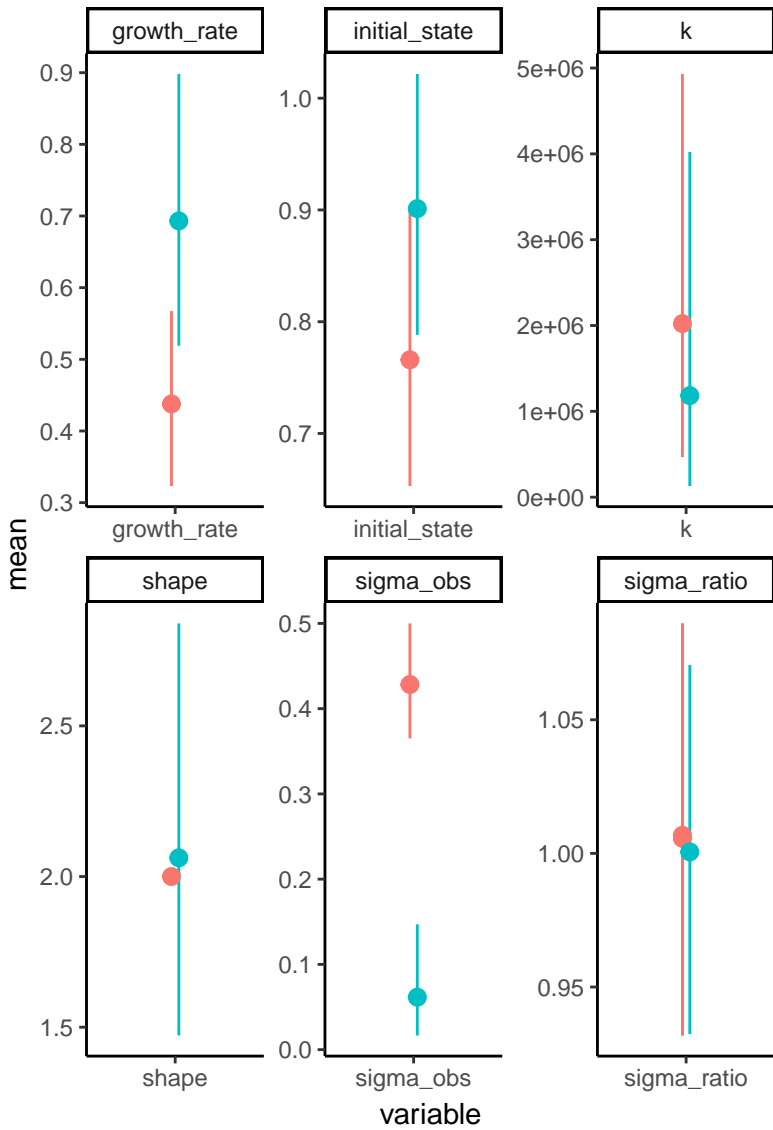 growth_rate
initial_state
k
0.9
0.8
0.7
0.6
0.5
0.4
0.3
1.0
0.9
0.8
0.7
5e+06
4e+06
3e+06
2e+06
1e+06
0e+00
growth_rate
initial_state
k
mean
shape
sigma_obs
sigma_ratio
2.5
2.0
1.5
0.5
0.4
0.3
0.2
0.1
0.0
1.05
1.00
0.95
shape
sigma_obs
sigma_ratio
variable